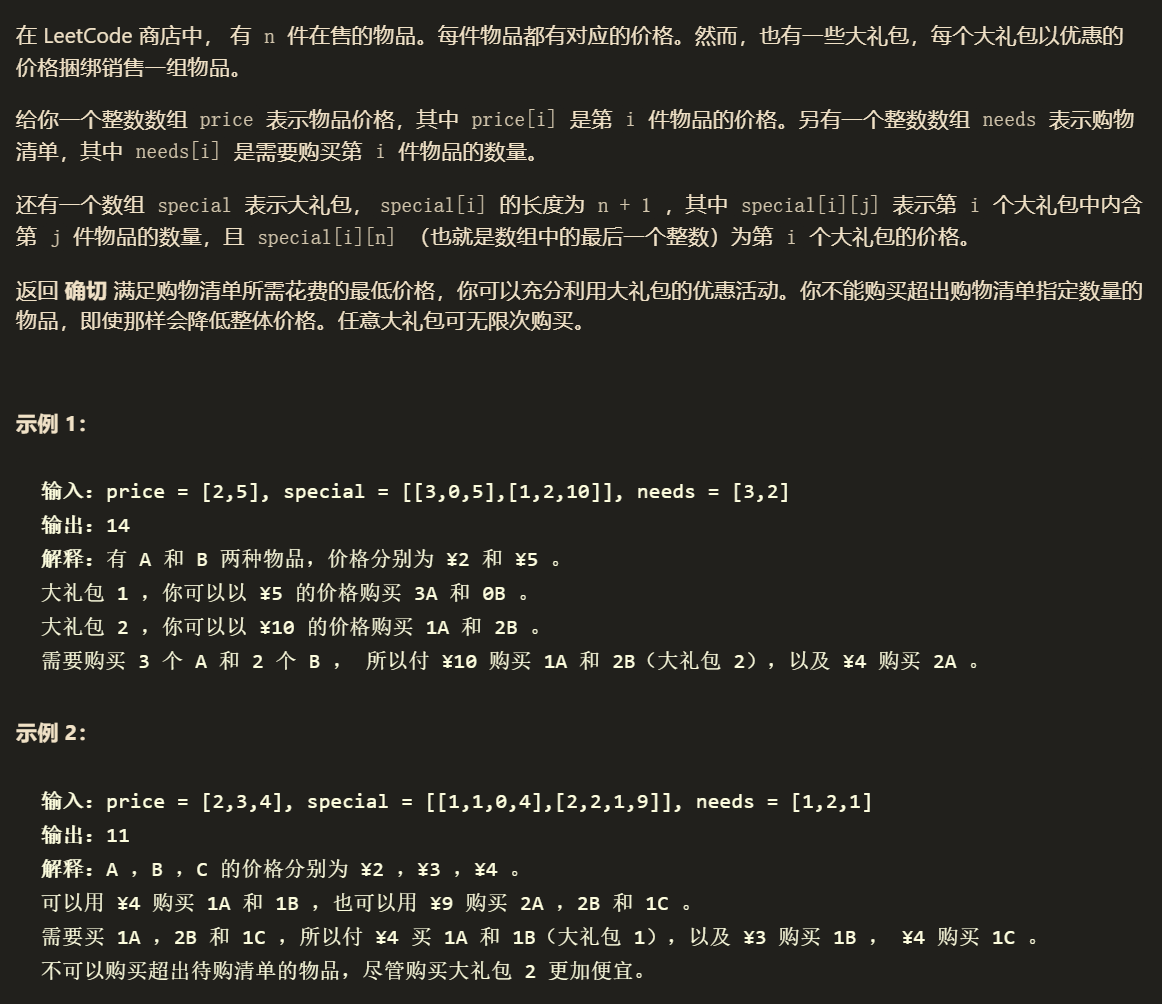 在 LeetCode 商店中， 有 n 件在售的物品。每件物品都有对应的价格。然而，也有一些大礼包，每个大礼包以优惠的
价格捆绑销售一组物品。
给你一个整数数组 price 表示物品价格，其中 price[i] 是第 i 件物品的价格。另有一个整数数组 needs 表示购物
清单，其中 needs[i] 是需要购买第 i 件物品的数量。
还有一个数组 special 表示大礼包， special[i] 的长度为 n + 1 ，其中 special[i][j] 表示第 i 个大礼包中内含
第 j 件物品的数量，且 special[i][n] （也就是数组中的最后一个整数）为第 i 个大礼包的价格。
返回 确切 满足购物清单所需花费的最低价格，你可以充分利用大礼包的优惠活动。你不能购买超出购物清单指定数量的
物品，即使那样会降低整体价格。任意大礼包可无限次购买。
示例 1：
输入：price = [2,5], special = [[3,0,5],[1,2,10]], needs = [3,2]
输出：14
解释：有 A 和 B 两种物品，价格分别为 ¥2 和 ¥5 。
大礼包 1 ，你可以以 ¥5 的价格购买 3A 和 0B 。
大礼包 2 ，你可以以 ¥10 的价格购买 1A 和 2B 。
需要购买 3 个 A 和 2 个 B ， 所以付 ¥10 购买 1A 和 2B（大礼包 2），以及 ¥4 购买 2A 。
示例 2：
输入：price = [2,3,4], special = [[1,1,0,4],[2,2,1,9]], needs = [1,2,1]
输出：11
解释：A ，B ，C 的价格分别为 ¥2 ，¥3 ，¥4 。
可以用 ¥4 购买 1A 和 1B ，也可以用 ¥9 购买 2A ，2B 和 1C 。
需要买 1A ，2B 和 1C ，所以付 ¥4 买 1A 和 1B（大礼包 1），以及 ¥3 购买 1B ， ¥4 购买 1C 。
不可以购买超出待购清单的物品，尽管购买大礼包 2 更加便宜。